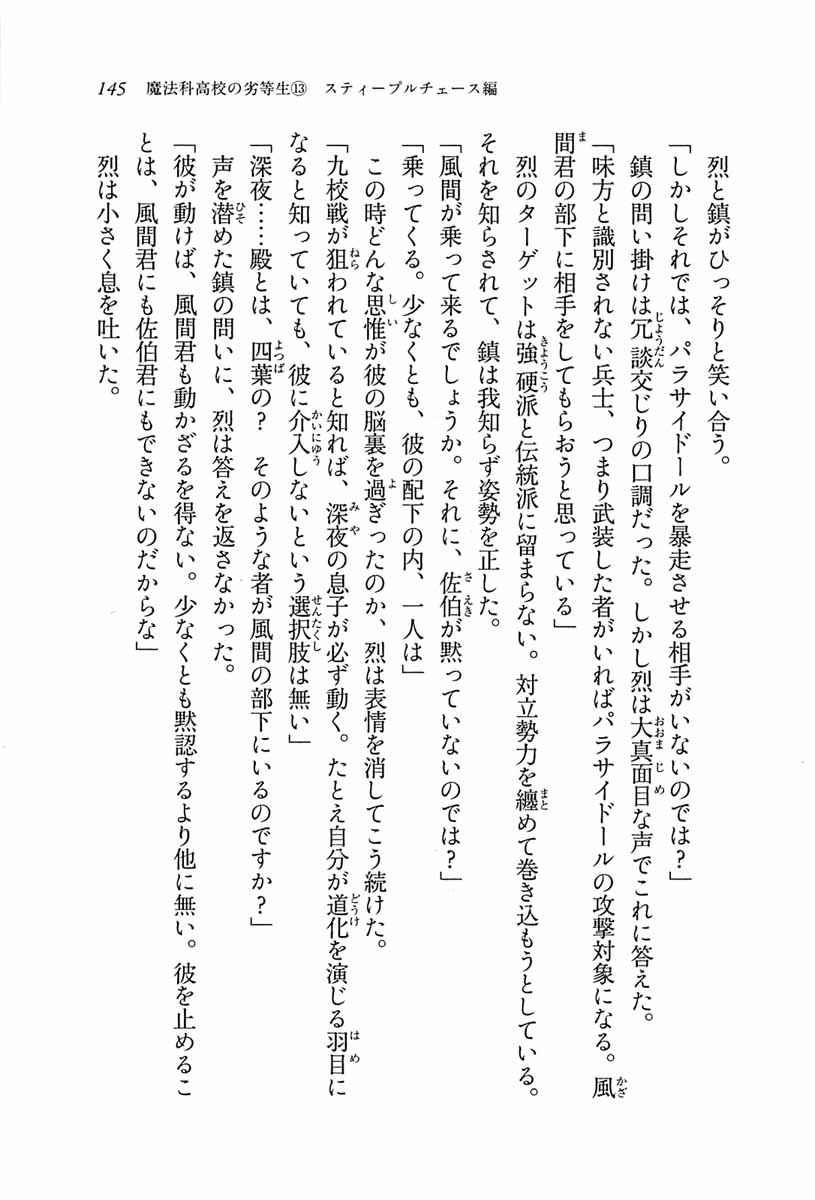 145　魔法科高校の劣等生⑬　スティープルチェース編
烈と鎮がひっそりと笑い合う。
「しかしそれでは、パラサイドールを暴走させる相手がいないのでは？」
鎮の問い掛けは冗談交じりの口調だった。しかし烈は大真面目な声でこれに答えた。
「味方と識別されない兵士、つまり武装した者がいればパラサイドールの攻撃対象になる。風
間君の部下に相手をしてもらおうと思っている」
烈のターゲットは強硬派と伝統派に留まらない。対立勢力を纏めて巻き込もうとしている。
それを知らされて、鎮は我知らず姿勢を正した。
「風間が乗って来るでしょうか。それに、佐伯が黙っていないのでは？」
「乗ってくる。少なくとも、彼の配下の内、一人は」
この時どんな思惟が彼の脳裏を過ぎったのか、烈は表情を消してこう続けた。
「九校戦が狙われていると知れば、深夜の息子が必ず動く。たとえ自分が道化を演じる羽目に
なると知っていても、彼に介入しないという選択肢は無い」
「深夜……殿とは、四葉の？　そのような者が風間の部下にいるのですか？」
声を潜めた鎮の問いに、烈は答えを返さなかった。
「彼が動けば、風間君も動かざるを得ない。少なくとも黙認するより他に無い。彼を止めるこ
とは、風間君にも佐伯君にもできないのだからな」
烈は小さく息を吐いた。